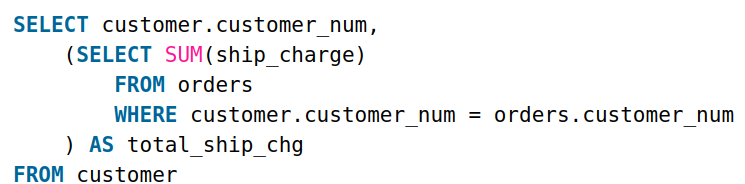 SELECT customer.customer_num,
    (SELECT SUM(ship_charge)
        FROM orders
        WHERE customer.customer_num = orders.customer_num
    ) AS total_ship_chg
FROM customer